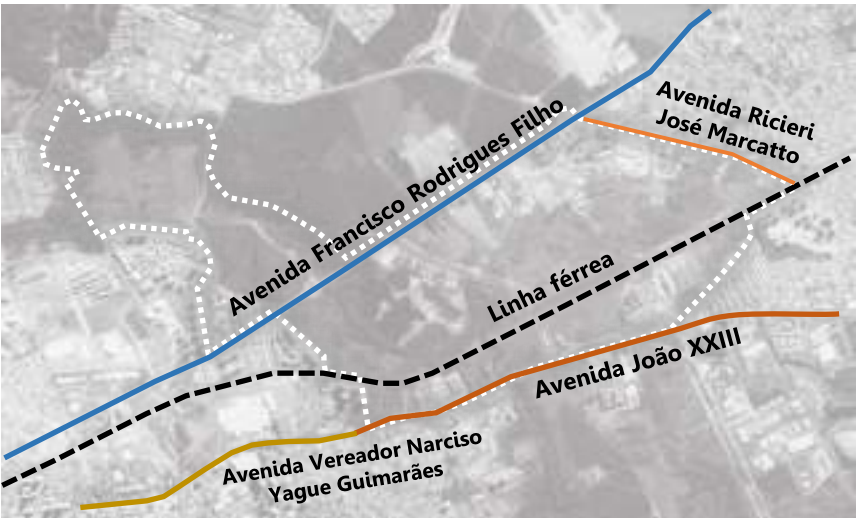 Avenida Francisco Rodrigues Filho
Avenida Ricieri
José Marcatto
Linha férrea
Avenida João XXIII
Avenida Vereador Narciso
Yague Guimarães